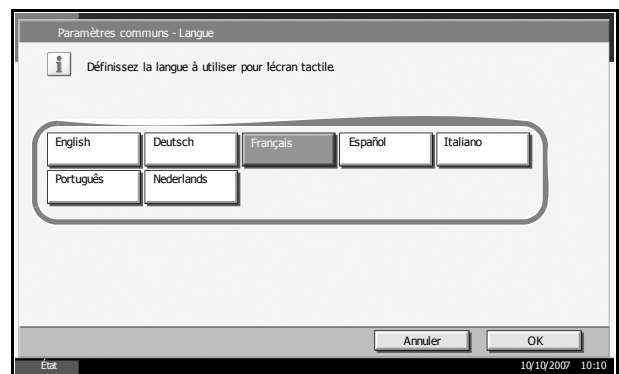 Paramètres communs - Langue
Définissez la langue à utiliser pour lécran tactile.
English Deutsch Français Español Italiano
Português Nederlands
Annuler OK
État 10/10/2007 10:10